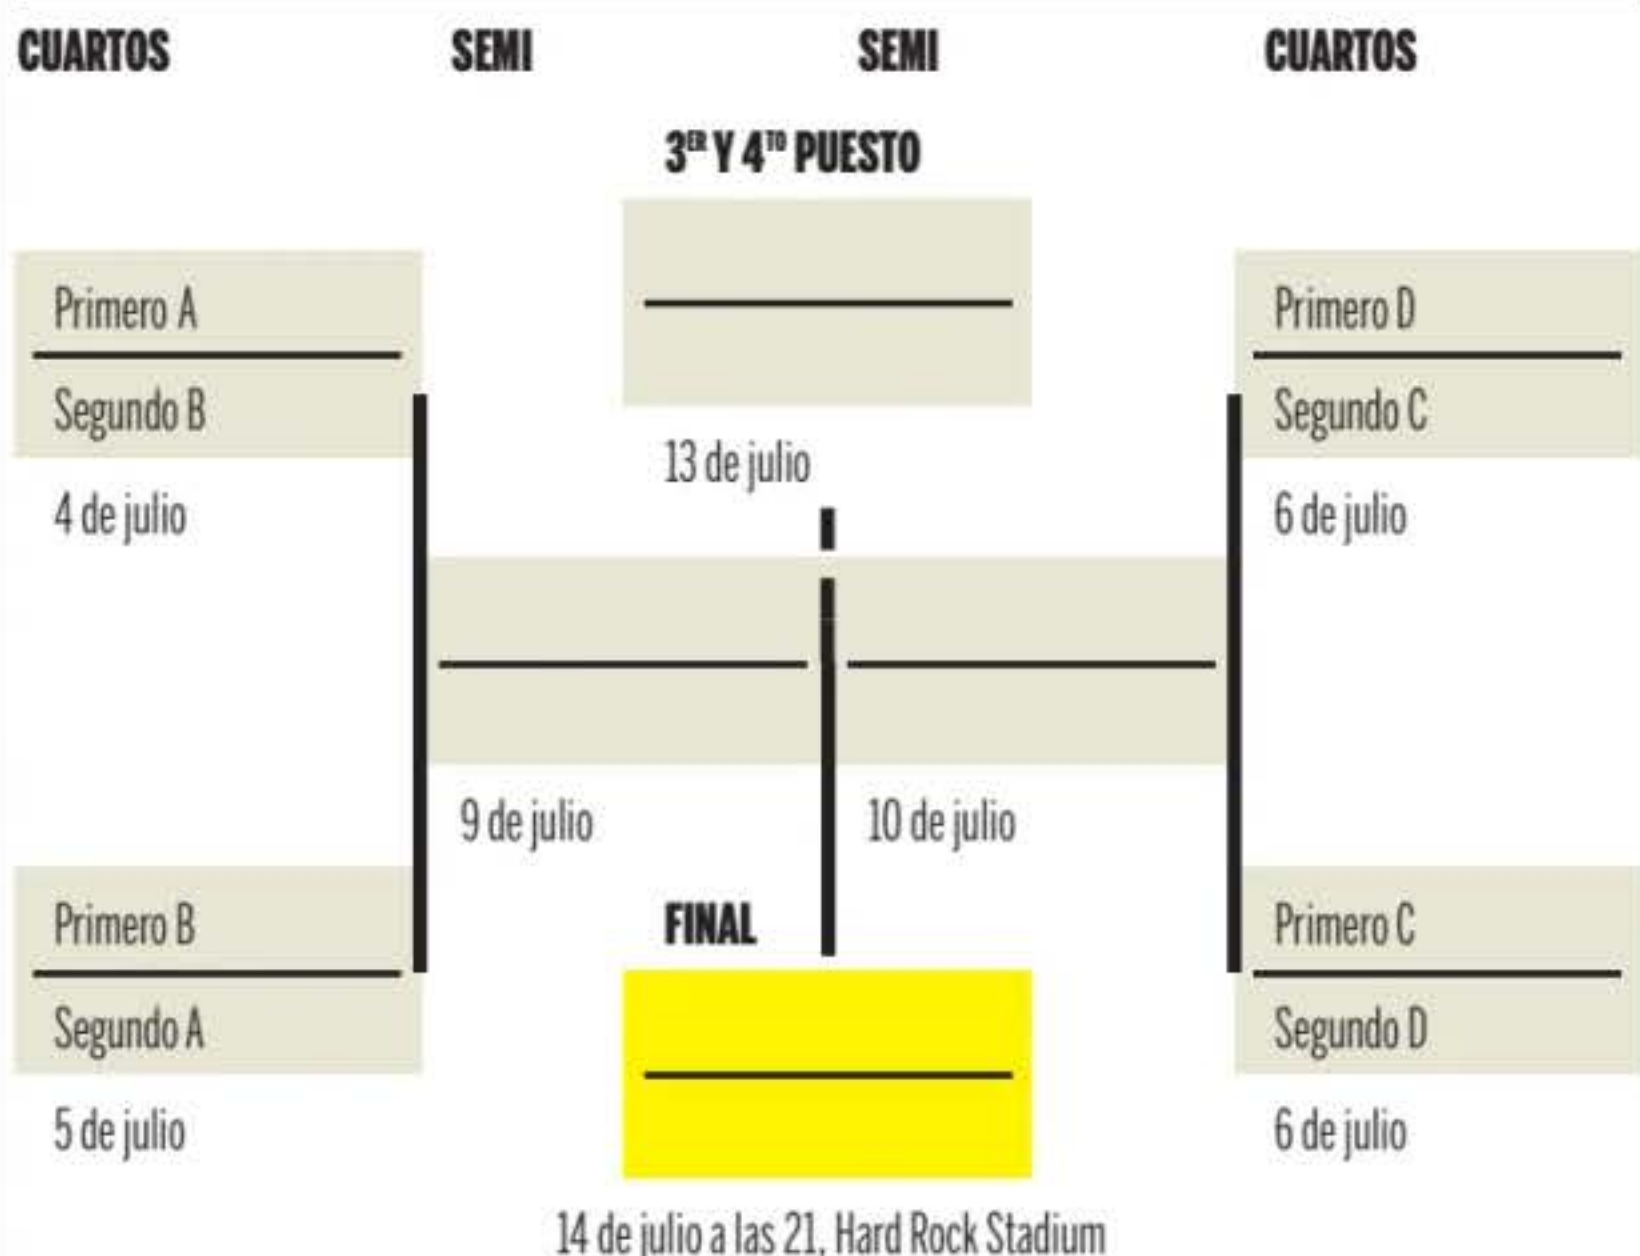 CUARTOS SEMI SEMI CUARTOS
3ER Y 4TO PUESTO
Primero A
Segundo B
4 de julio
13 de julio
Primero D
Segundo C
6 de julio
9 de julio
10 de julio
Primero B
Segundo A
5 de julio
FINAL
Primero C
Segundo D
6 de julio
14 de julio a las 21, Hard Rock Stadium